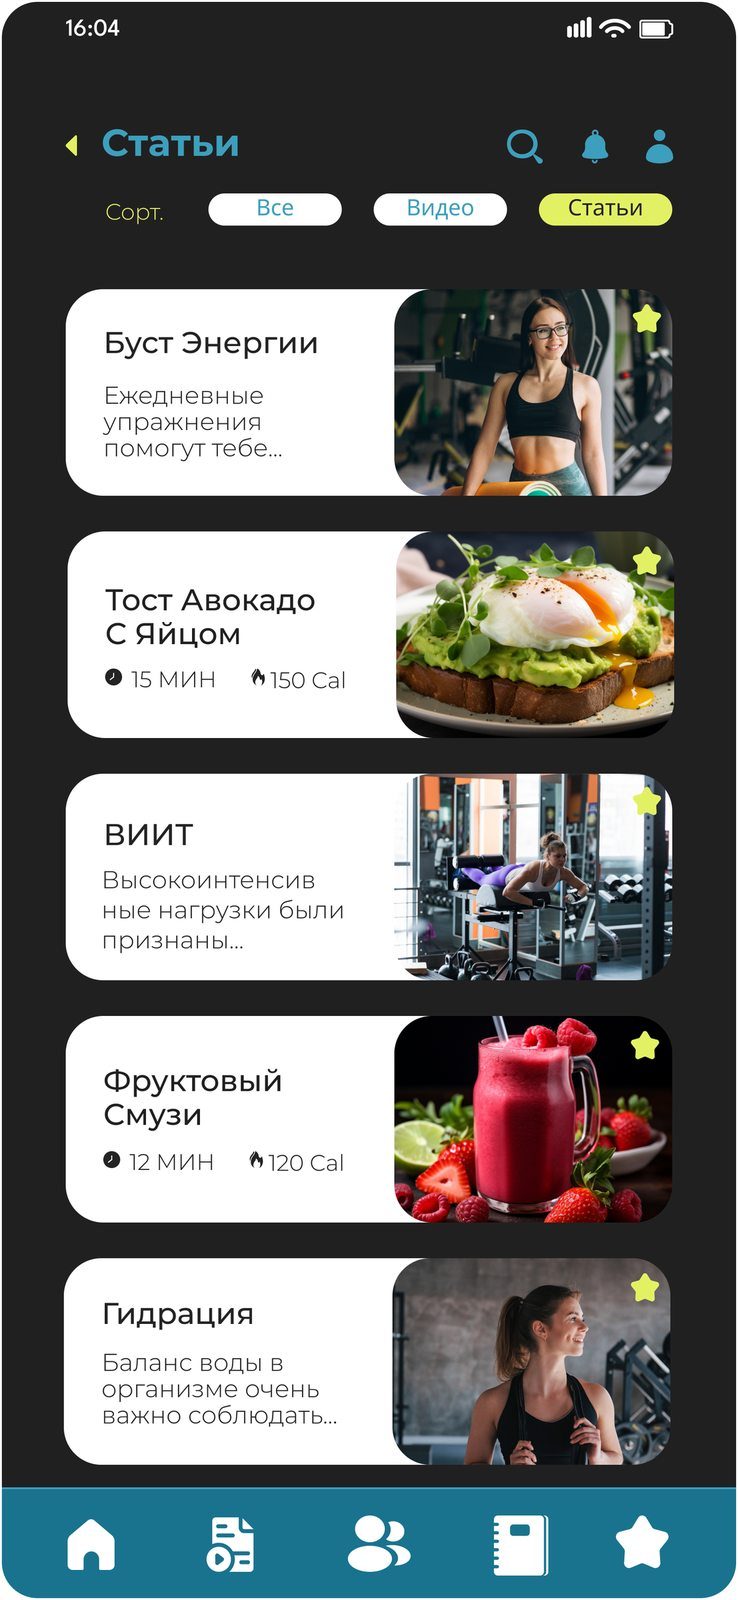 16:04
Статьи
Сорт.
Все
Видео
Статьи
Буст Энергии
Ежедневные
упражнения
помогут тебе...
Тост Авокадо
С Яйцом
15 МИН
150 Cal
ВИИТ
Высокоинтенсив
ные нагрузки были
признаны...
Фруктовый
Смузи
12 МИН
120 Cal
Гидрация
Баланс воды в
организме очень
важно соблюдать...